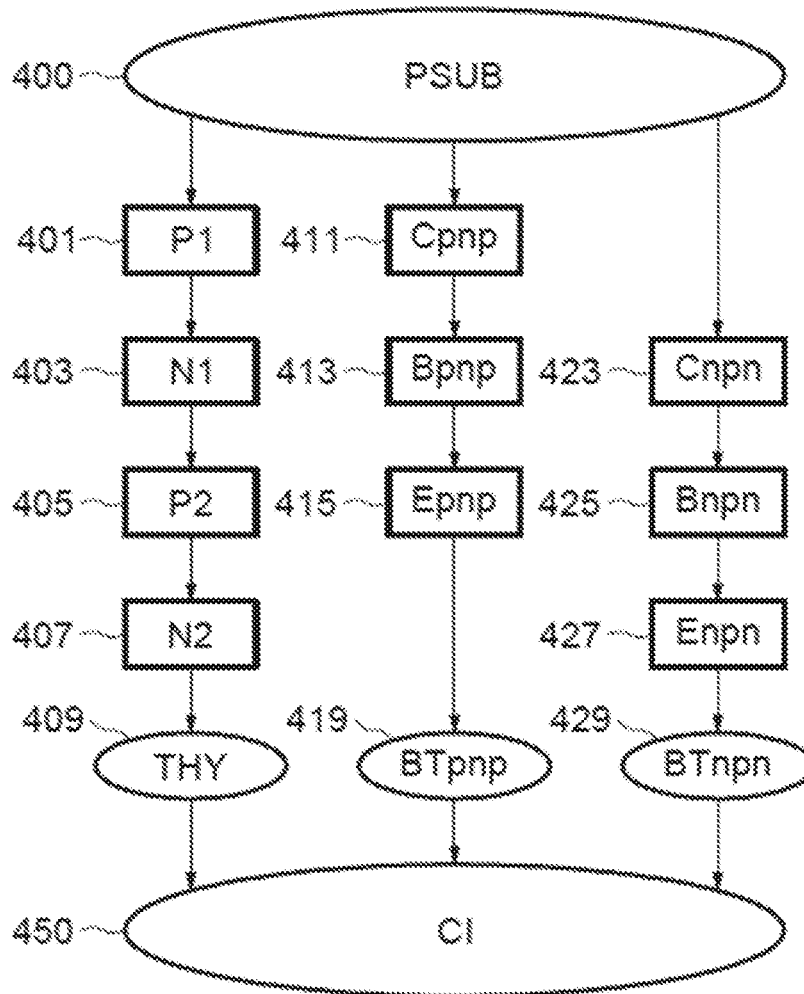 400 PSUB
401 P1 411 Cpnp
403 N1 413 Bpnp 423 Cnpn
405 P2 415 Epnp 425 Bnpn
407 N2 427 Enpn
409 419 429
THY BTpnp BTnpn
450 CI